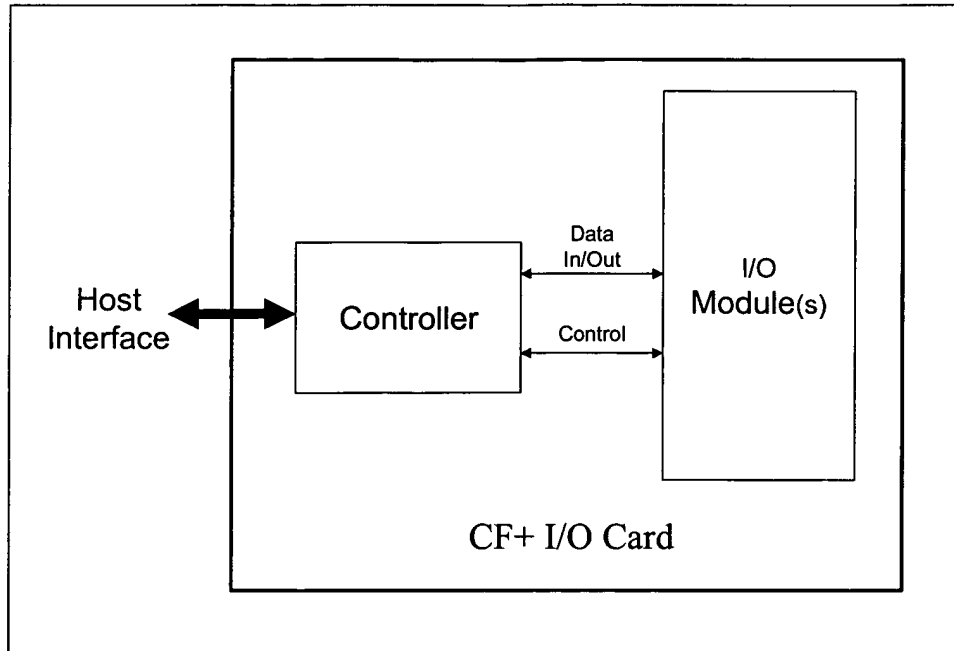 Host
Interface
Controller
Data
In/Out
Control
I/O
Module(s)
CF+ I/O Card